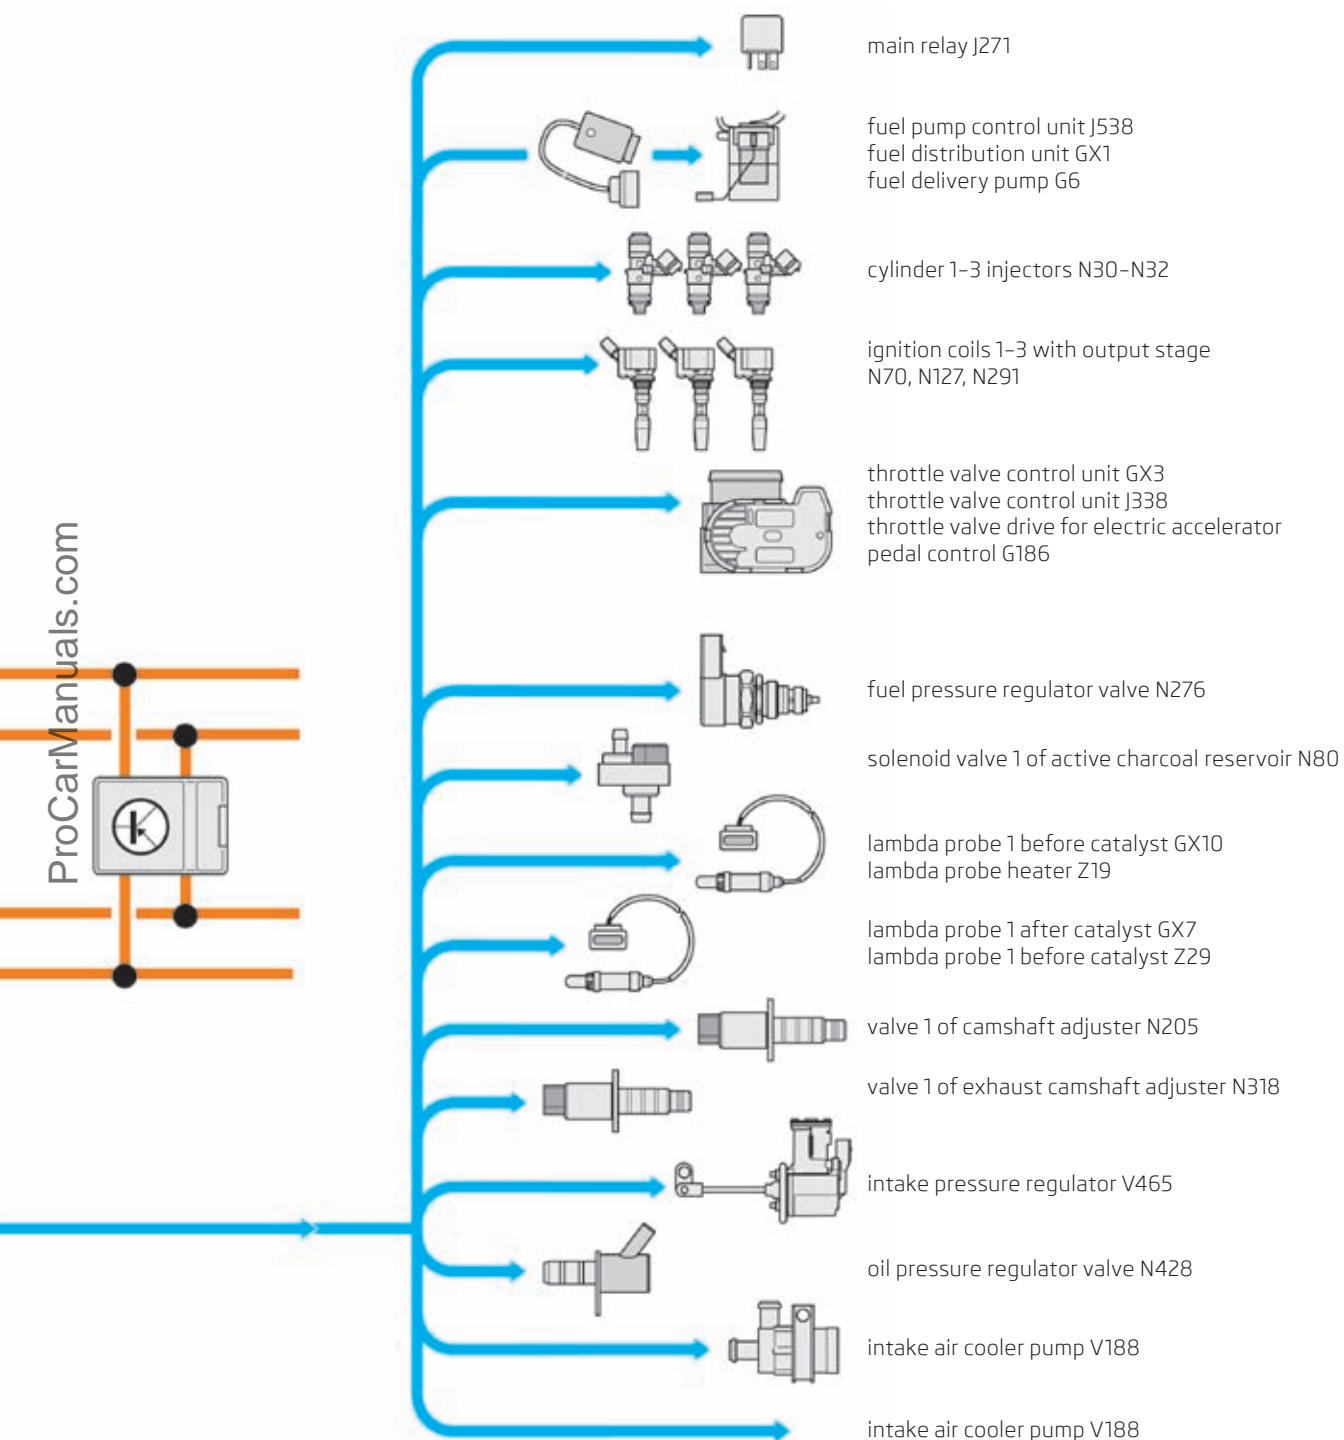 main relay J271
fuel pump control unit J538
fuel distribution unit GX1
fuel delivery pump G6
cylinder 1–3 injectors N30–N32
ignition coils 1–3 with output stage
N70, N127, N291
throttle valve control unit GX3
throttle valve control unit J338
throttle valve drive for electric accelerator
pedal control G186
ProCarManuals.com
fuel pressure regulator valve N276
solenoid valve 1 of active charcoal reservoir N80
lambda probe 1 before catalyst GX10
lambda probe heater Z19
lambda probe 1 after catalyst GX7
lambda probe 1 before catalyst Z29
valve 1 of camshaft adjuster N205
valve 1 of exhaust camshaft adjuster N318
intake pressure regulator V465
oil pressure regulator valve N428
intake air cooler pump V188
intake air cooler pump V188